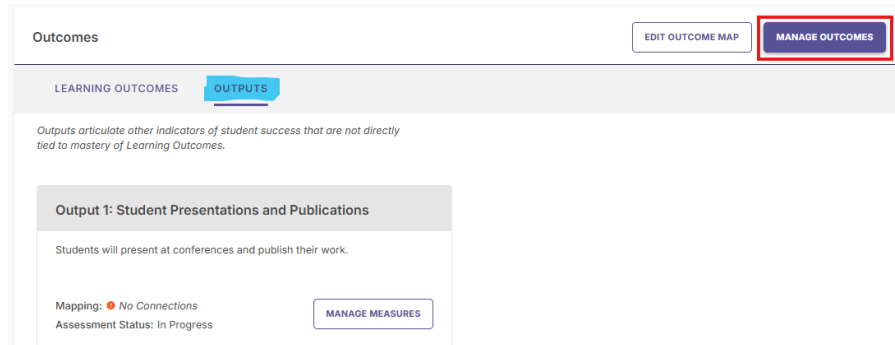 Outcomes
EDIT OUTCOME MAP
MANAGE OUTCOMES
LEARNING OUTCOMES
OUTPUTS
Outputs articulate other indicators of student success that are not directly
tied to mastery of Learning Outcomes.
Output 1: Student Presentations and Publications
Students will present at conferences and publish their work.
Mapping: No Connections
Assessment Status: In Progress
MANAGE MEASURES